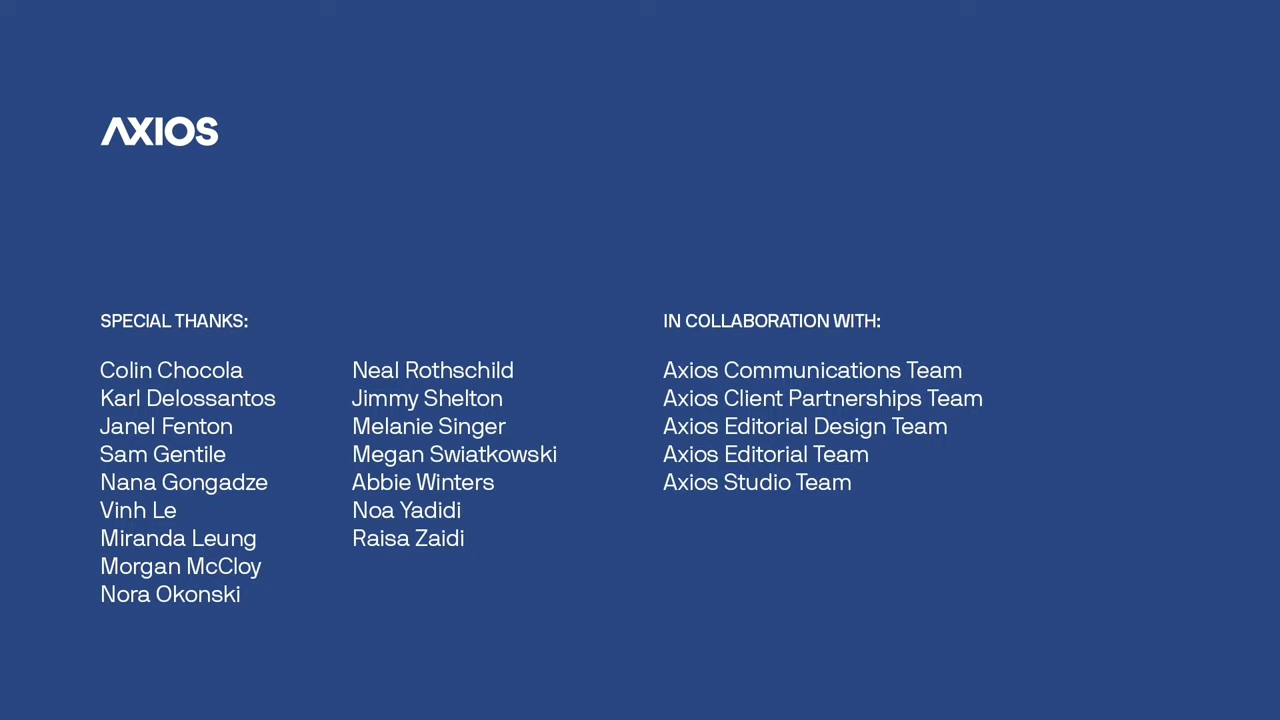 AXIOS
SPECIAL THANKS:
Colin Chocola
Karl Delossantos
Janel Fenton
Sam Gentile
Nana Gongadze
Vinh Le
Miranda Leung
Morgan McCloy
Nora Okonski
Neal Rothschild
Jimmy Shelton
Melanie Singer
Megan Swiatkowski
Abbie Winters
Noa Yadidi
Raisa Zaidi
IN COLLABORATION WITH:
Axios Communications Team
Axios Client Partnerships Team
Axios Editorial Design Team
Axios Editorial Team
Axios Studio Team